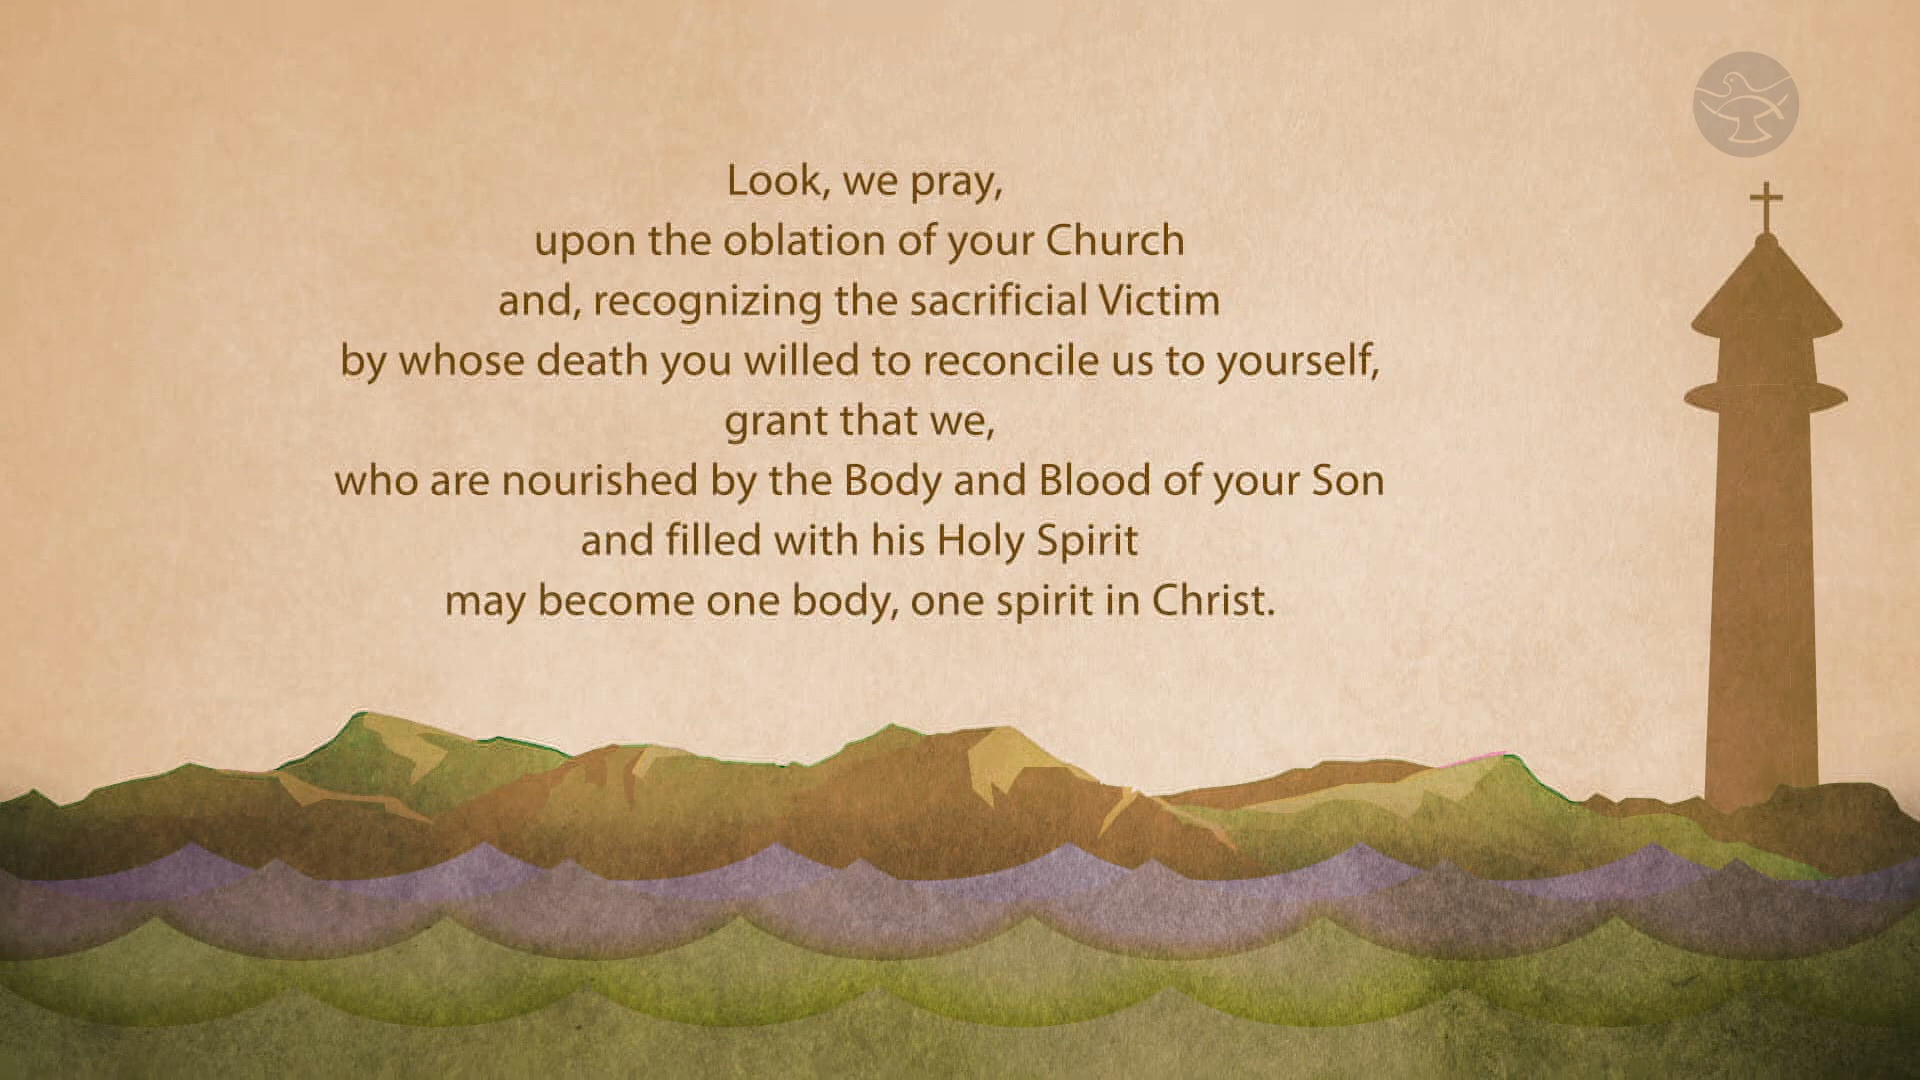 Look, we pray,
upon the oblation of your Church
and, recognizing the sacrificial Victim
by whose death you willed to reconcile us to yourself,
grant that we,
who are nourished by the Body and Blood of your Son
and filled with his Holy Spirit
may become one body, one spirit in Christ.